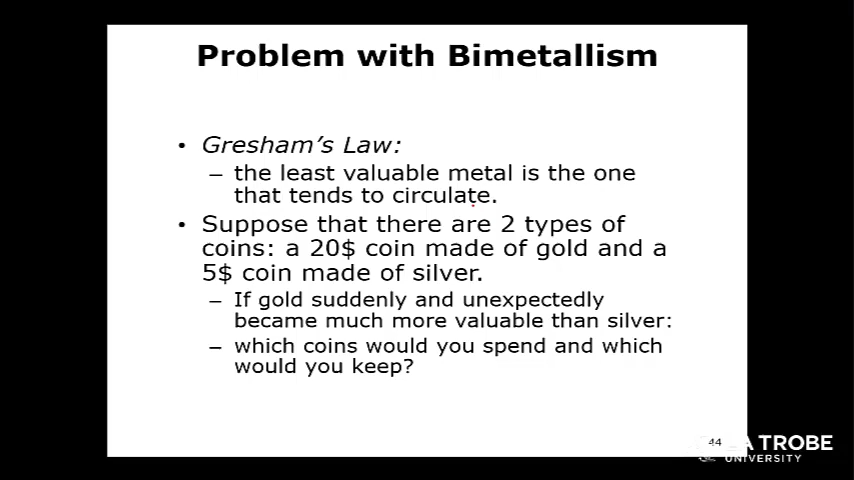 Problem with Bimetallism
• Gresham's Law:
– the least valuable metal is the one
that tends to circulate.
• Suppose that there are 2 types of
coins: a 20$ coin made of gold and a
5$ coin made of silver.
– If gold suddenly and unexpectedly
became much more valuable than silver:
– which coins would you spend and which
would you keep?
44
LA TROBE
UNIVERSITY